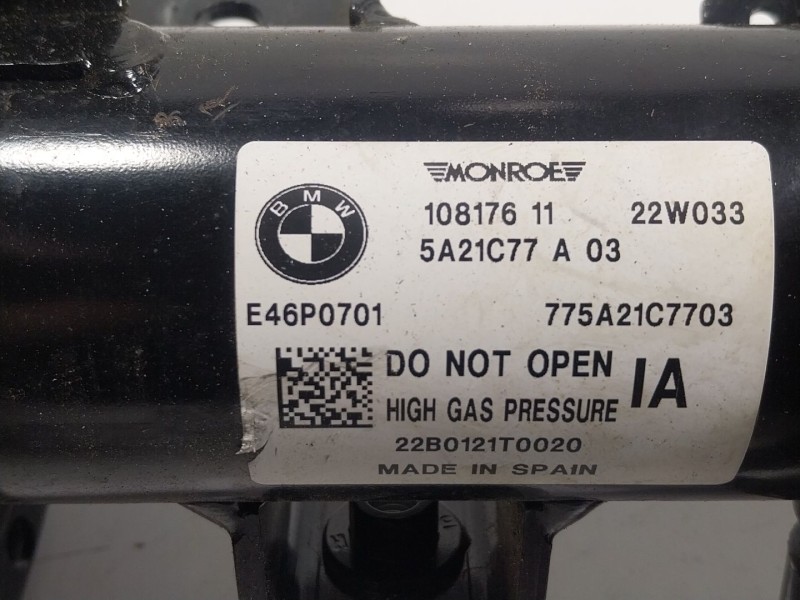 MONROE
BMW
108176 11 22W033
5A21C77 A 03
E46P0701 775A21C7703
DO NOT OPEN IA
HIGH GAS PRESSURE
22B0121T0020
MADE IN SPAIN